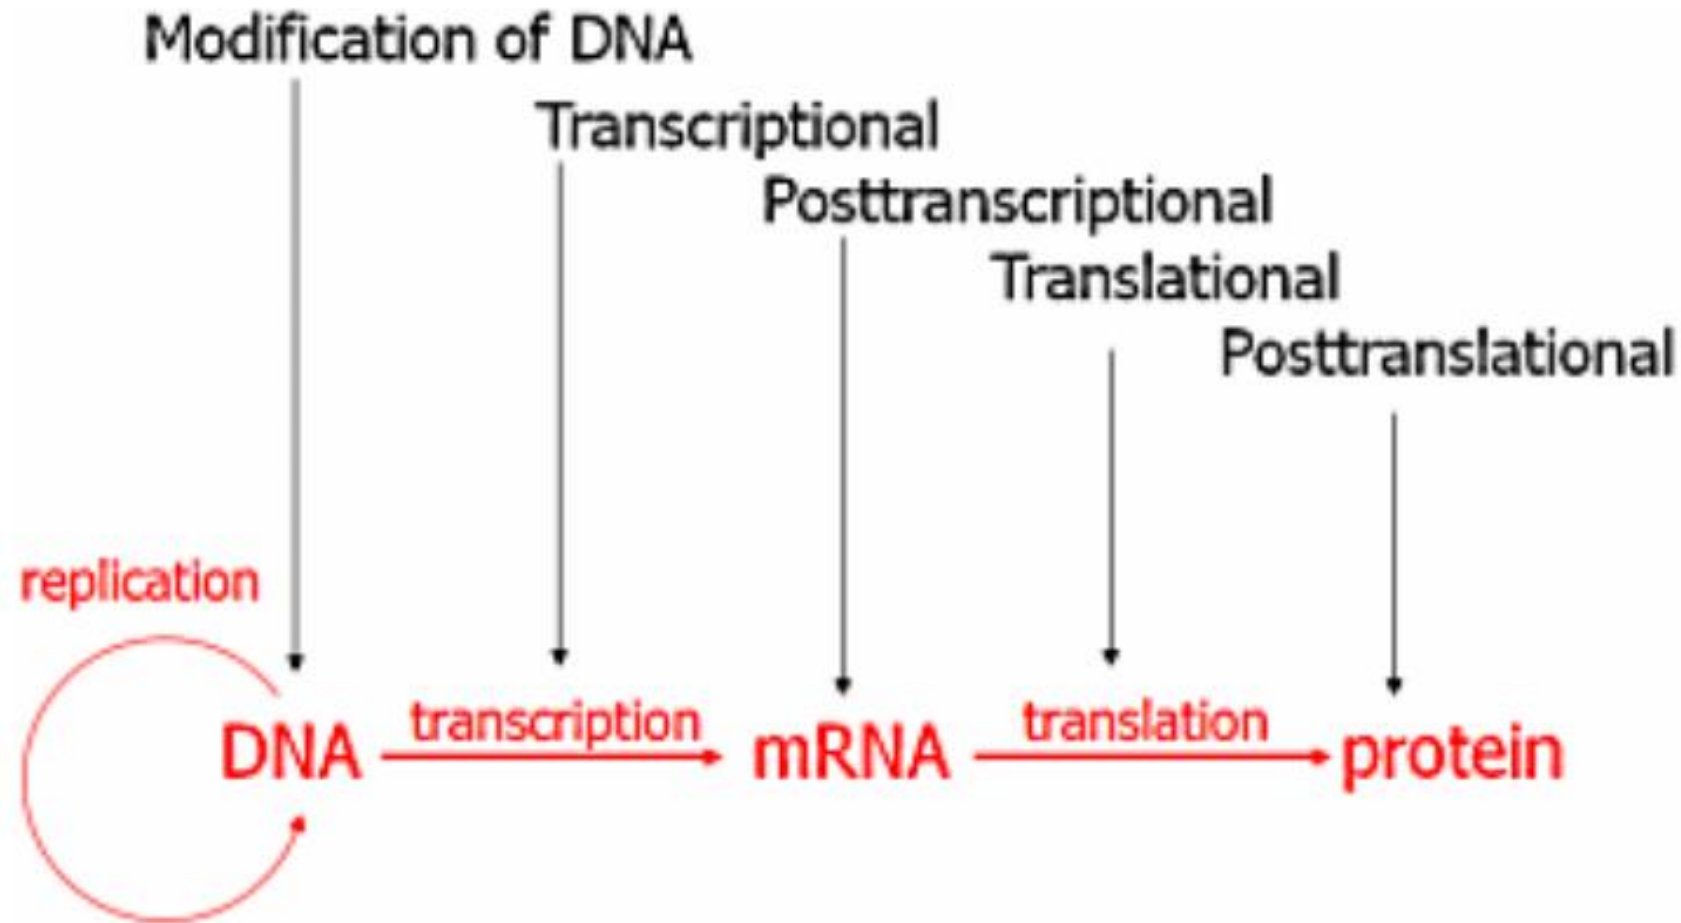 Modification of DNA
Transcriptional
Posttranscriptional
Translational
Posttranslational
replication
transcription
translation
DNA
mRNA
protein